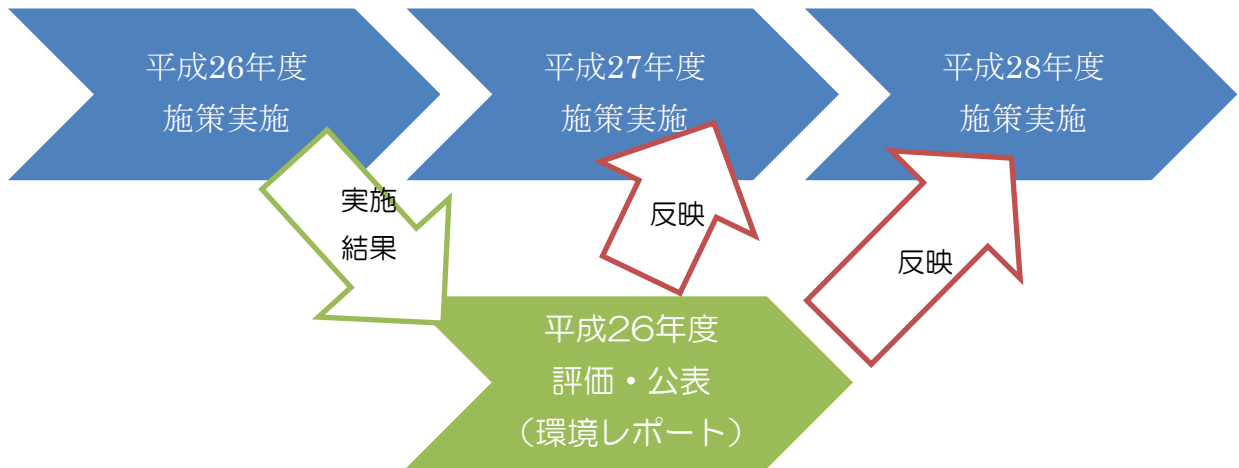 平成26年度
施策実施
平成27年度
施策実施
平成28年度
施策実施
実施
結果
反映
反映
平成26年度
評価・公表
（環境レポート）